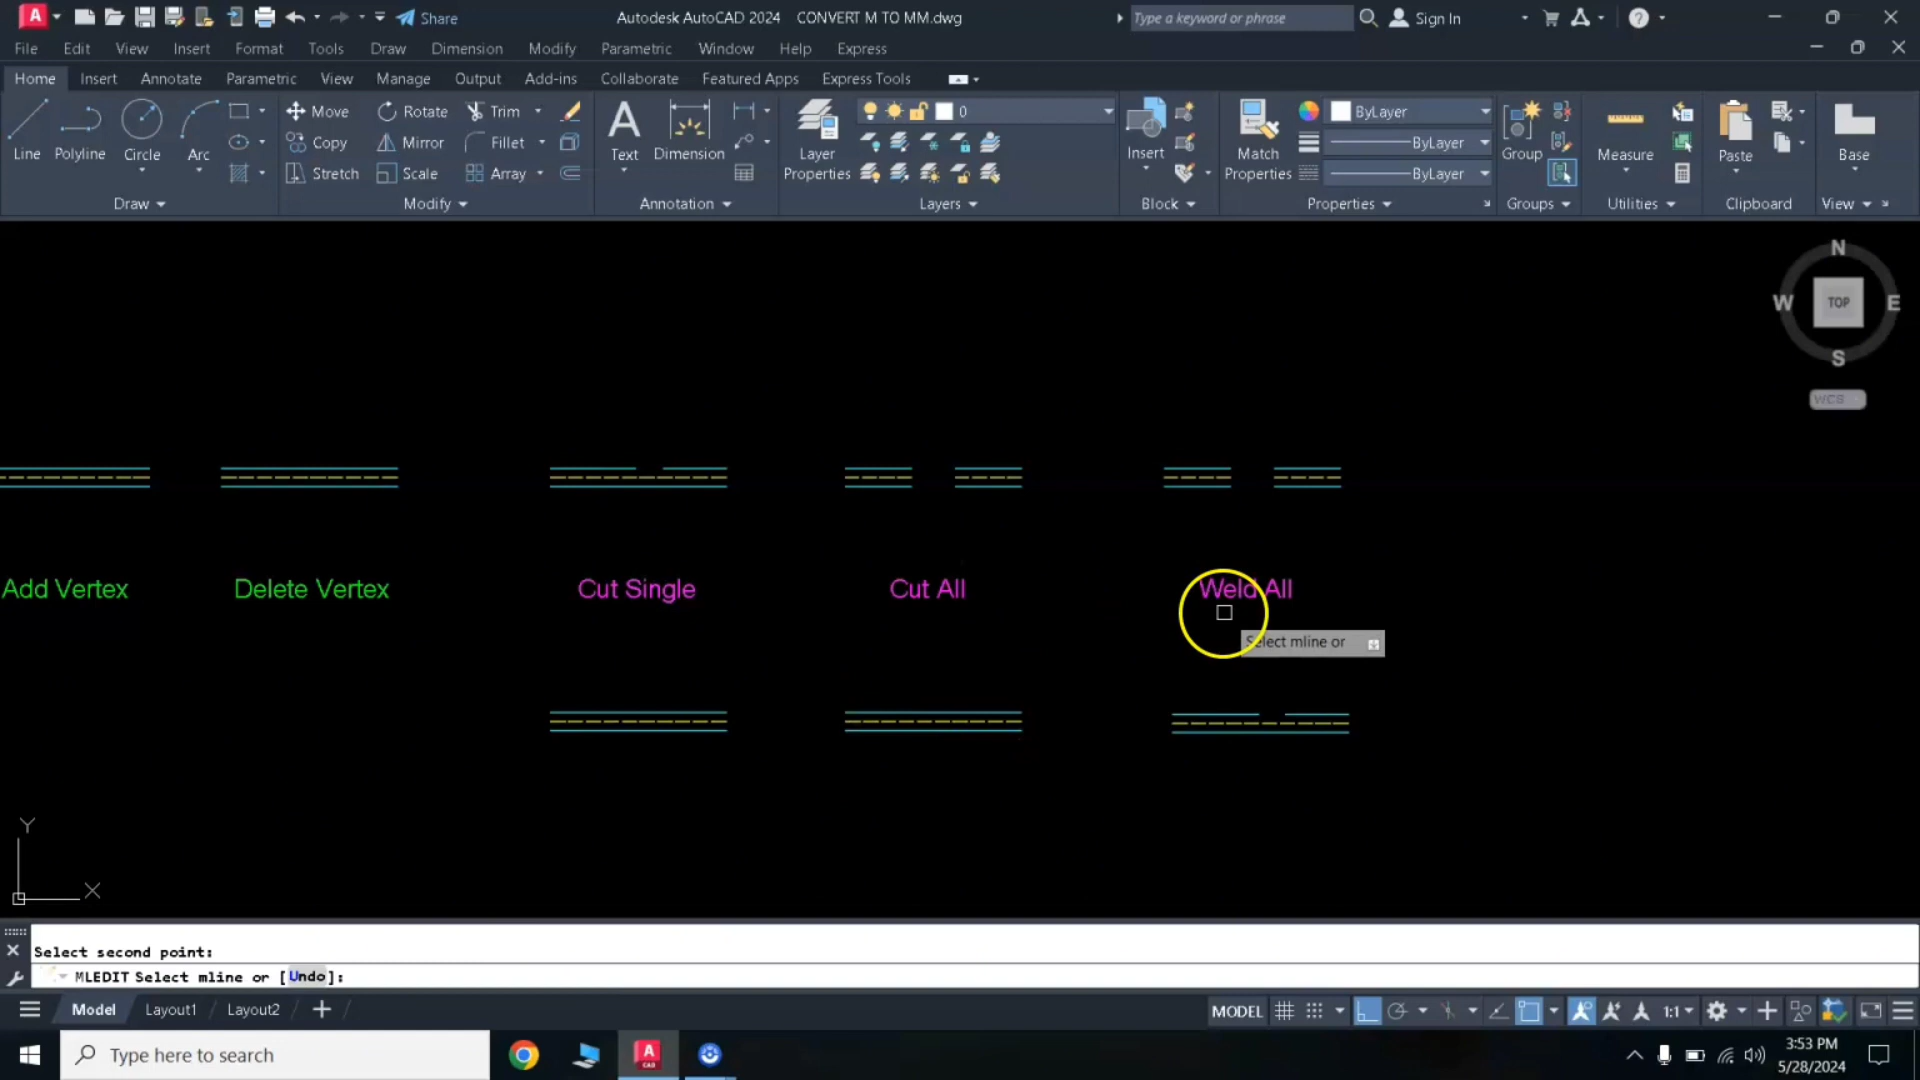 Share
Autodesk AutoCAD 2024 CONVERT M TO MM.dwg
Type a keyword or phrase
Sign In
File Edit View Insert Format Tools Draw Dimension Modify Parametric Window Help Express
Home Insert Annotate Parametric View Manage Output Add-ins Collaborate Featured Apps Express Tools
Line Polyline Circle Arc
Move Rotate Trim
Copy Mirror Fillet
Stretch Scale Array
Text Dimension
Layer Properties
0
Insert
Match Properties
ByLayer
ByLayer
ByLayer
Group
Measure
Paste
Base
Draw Modify Annotation Layers Block Properties Groups Utilities Clipboard View
N
W TOP E
S
WCS
Add Vertex Delete Vertex Cut Single Cut All Weld All
Select mline or
Y
X
Select second point:
MLEDIT Select mline or [Undo]:
Model Layout1 Layout2
MODEL 1:1
Type here to search
A CAD
3:53 PM
5/28/2024